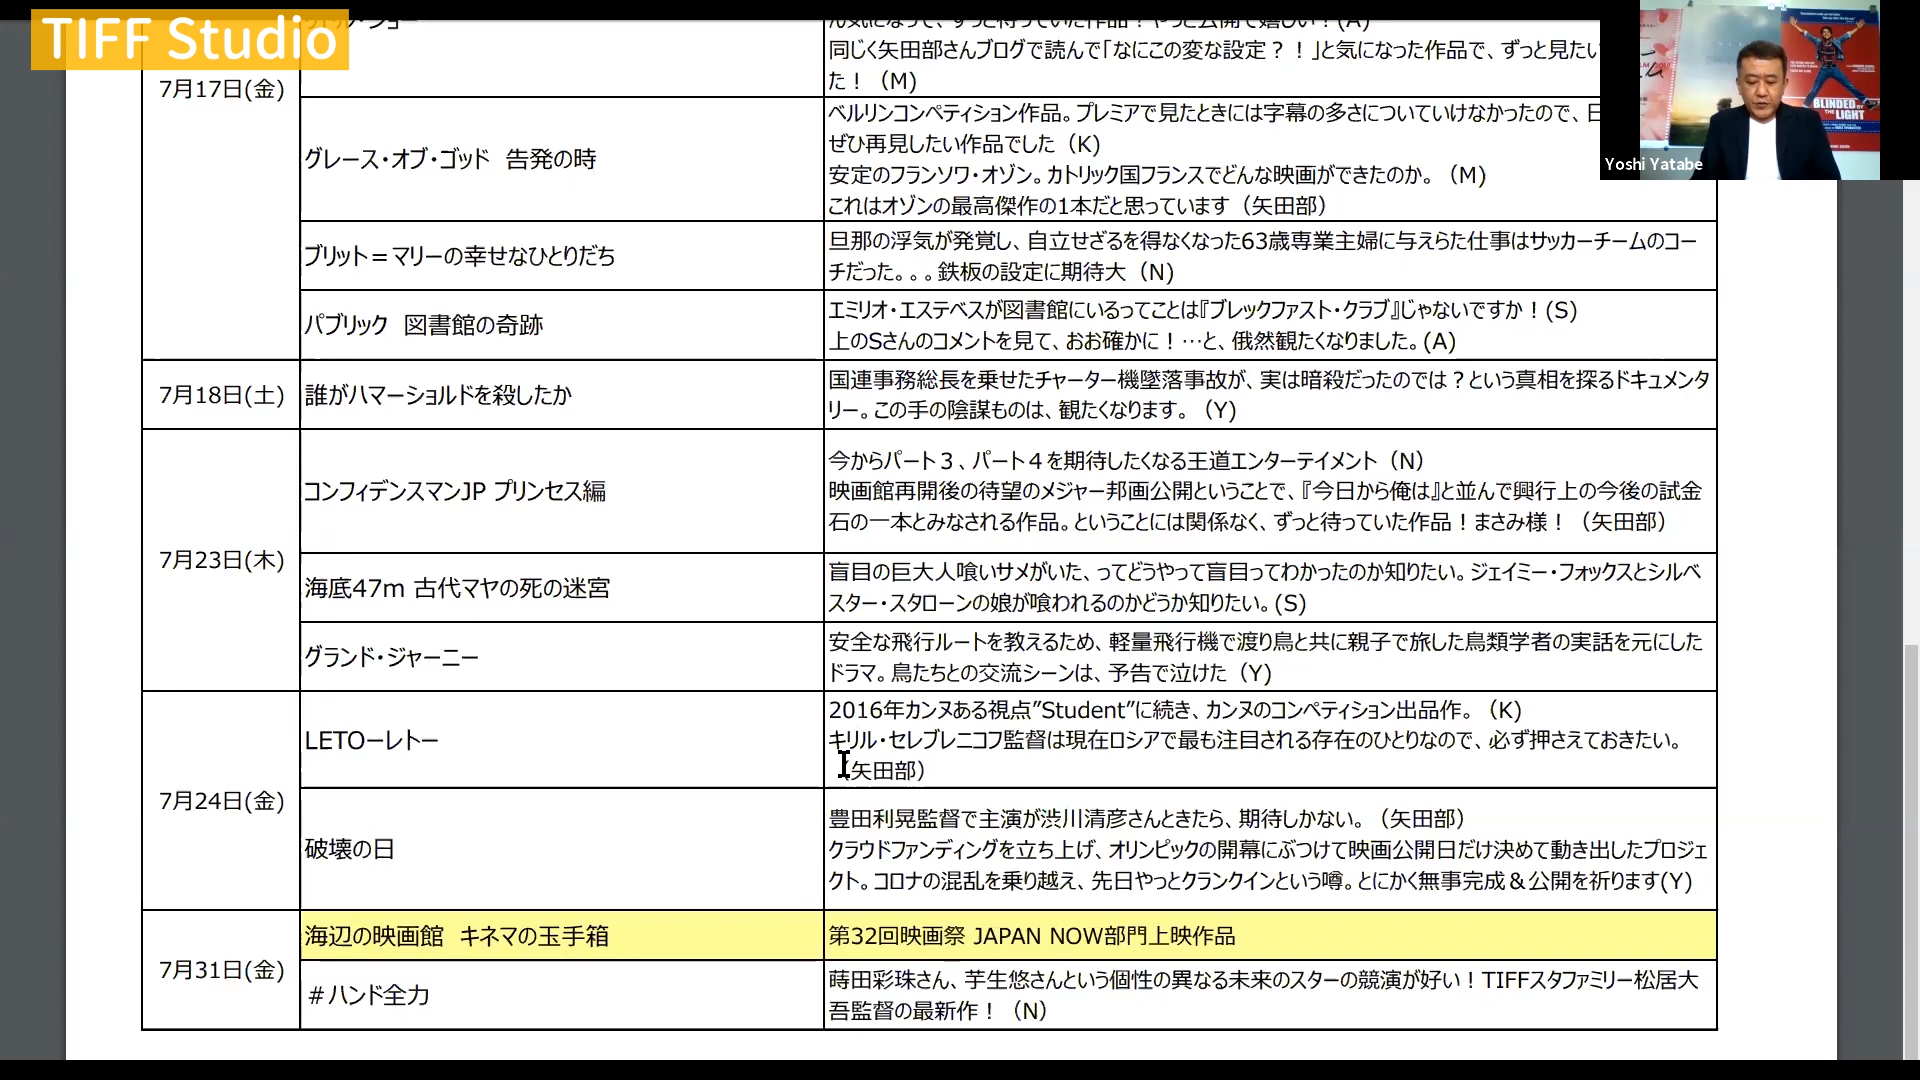 TIFF Studio
7月17日(金)
同じく矢田部さんブログで読んで「なにこの変な設定？！」と気になった作品で、ずっと見たい
た！（M)
グレース・オブ・ゴッド 告発の時
ベルリンコンペティション作品。プレミアで見たときには字幕の多さについていけなかったので、日
ぜひ再見したい作品でした（K)
安定のフランソワ・オゾン。カトリック国フランスでどんな映画ができたのか。（M)
これはオゾンの最高傑作の1本だと思っています（矢田部）
ブリット＝マリーの幸せなひとりだち
旦那の浮気が発覚し、自立せざるを得なくなった63歳専業主婦に与えらた仕事はサッカーチームのコー
チだった。。。鉄板の設定に期待大（N)
パブリック 図書館の奇跡
エミリオ・エステベスが図書館にいるってことは『ブレックファスト・クラブ』じゃないですか！(S)
上のSさんのコメントを見て、おお確かに！…と、俄然観たくなりました。(A)
7月18日(土)
誰がハマーショルドを殺したか
国連事務総長を乗せたチャーター機墜落事故が、実は暗殺だったのでは？という真相を探るドキュメンタ
リー。この手の陰謀ものは、観たくなります。（Y)
7月23日(木)
コンフィデンスマンJP プリンセス編
今からパート３、パート４を期待したくなる王道エンターテイメント（N）
映画館再開後の待望のメジャー邦画公開ということで、『今日から俺は』と並んで興行上の今後の試金
石の一本とみなされる作品。ということには関係なく、ずっと待っていた作品！まさみ様！（矢田部）
海底47m 古代マヤの死の迷宮
盲目の巨大人喰いサメがいた、ってどうやって盲目ってわかったのか知りたい。ジェイミー・フォックスとシルベ
スター・スタローンの娘が喰われるのかどうか知りたい。(S)
グランド・ジャーニー
安全な飛行ルートを教えるため、軽量飛行機で渡り鳥と共に親子で旅した鳥類学者の実話を元にした
ドラマ。鳥たちとの交流シーンは、予告で泣けた（Y)
7月24日(金)
LETOーレトー
2016年カンヌある視点”Student”に続き、カンヌのコンペティション出品作。（K)
キリル・セレブレニコフ監督は現在ロシアで最も注目される存在のひとりなので、必ず押さえておきたい。
（矢田部）
破壊の日
豊田利晃監督で主演が渋川清彦さんときたら、期待しかない。（矢田部）
クラウドファンディングを立ち上げ、オリンピックの開幕にぶつけて映画公開日だけ決めて動き出したプロジェ
クト。コロナの混乱を乗り越え、先日やっとクランクインという噂。とにかく無事完成＆公開を祈ります(Y)
7月31日(金)
海辺の映画館 キネマの玉手箱
第32回映画祭 JAPAN NOW部門上映作品
＃ハンド全力
蒔田彩珠さん、芋生悠さんという個性の異なる未来のスターの競演が好い！TIFFスタファミリー松居大
吾監督の最新作！（N）
BLINDED
BY THE
LIGHT
Yoshi Yatabe